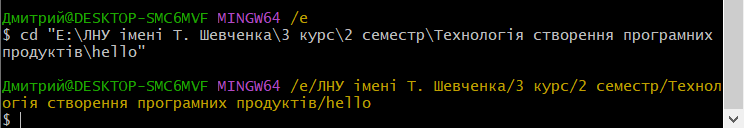 Дмитрий@DESKTOP-SMC6MVF MINGW64 /e
$ cd "E:\ЛНУ імені Т. Шевченка\3 курс\2 семестр\Технологія створення програмних
продуктів\hello"
Дмитрий@DESKTOP-SMC6MVF MINGW64 /e/ЛНУ імені Т. Шевченка/3 курс/2 семестр/Технол
огія створення програмних продуктів/hello
$